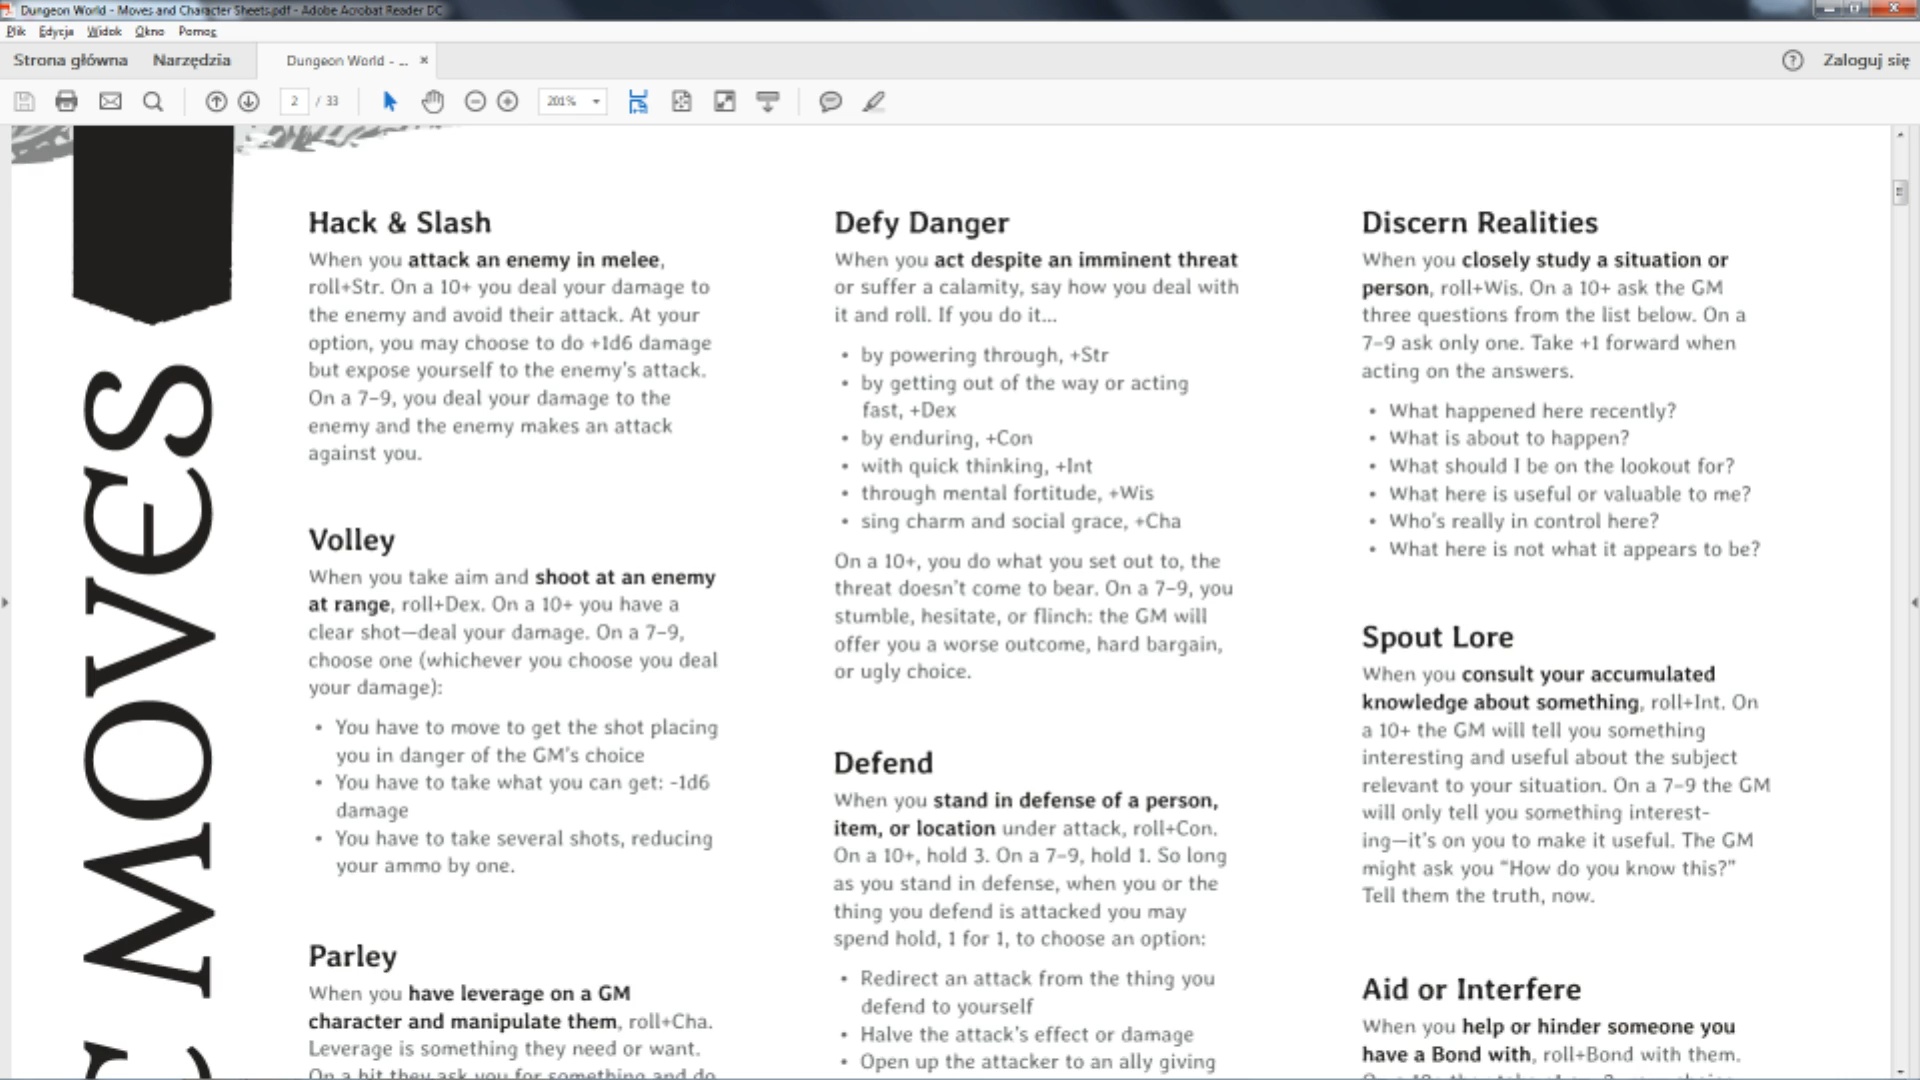 Dungeon World - Moves and Character Sheets.pdf - Adobe Acrobat Reader DC
Plik Edycja Widok Okno Pomoc
Strona główna Narzędzia Dungeon World - ... × Zaloguj się
2 / 33 201%
MOVES
Hack & Slash
When you attack an enemy in melee,
roll+Str. On a 10+ you deal your damage to
the enemy and avoid their attack. At your
option, you may choose to do +1d6 damage
but expose yourself to the enemy's attack.
On a 7–9, you deal your damage to the
enemy and the enemy makes an attack
against you.
Volley
When you take aim and shoot at an enemy
at range, roll+Dex. On a 10+ you have a
clear shot—deal your damage. On a 7–9,
choose one (whichever you choose you deal
your damage):
• You have to move to get the shot placing
you in danger of the GM's choice
• You have to take what you can get: -1d6
damage
• You have to take several shots, reducing
your ammo by one.
Parley
When you have leverage on a GM
character and manipulate them, roll+Cha.
Leverage is something they need or want.
On a hit they ask you for something and do
Defy Danger
When you act despite an imminent threat
or suffer a calamity, say how you deal with
it and roll. If you do it...
• by powering through, +Str
• by getting out of the way or acting
fast, +Dex
• by enduring, +Con
• with quick thinking, +Int
• through mental fortitude, +Wis
• sing charm and social grace, +Cha
On a 10+, you do what you set out to, the
threat doesn't come to bear. On a 7–9, you
stumble, hesitate, or flinch: the GM will
offer you a worse outcome, hard bargain,
or ugly choice.
Defend
When you stand in defense of a person,
item, or location under attack, roll+Con.
On a 10+, hold 3. On a 7–9, hold 1. So long
as you stand in defense, when you or the
thing you defend is attacked you may
spend hold, 1 for 1, to choose an option:
• Redirect an attack from the thing you
defend to yourself
• Halve the attack's effect or damage
• Open up the attacker to an ally giving
Discern Realities
When you closely study a situation or
person, roll+Wis. On a 10+ ask the GM
three questions from the list below. On a
7–9 ask only one. Take +1 forward when
acting on the answers.
• What happened here recently?
• What is about to happen?
• What should I be on the lookout for?
• What here is useful or valuable to me?
• Who's really in control here?
• What here is not what it appears to be?
Spout Lore
When you consult your accumulated
knowledge about something, roll+Int. On
a 10+ the GM will tell you something
interesting and useful about the subject
relevant to your situation. On a 7–9 the GM
will only tell you something interest-
ing—it's on you to make it useful. The GM
might ask you “How do you know this?”
Tell them the truth, now.
Aid or Interfere
When you help or hinder someone you
have a Bond with, roll+Bond with them.